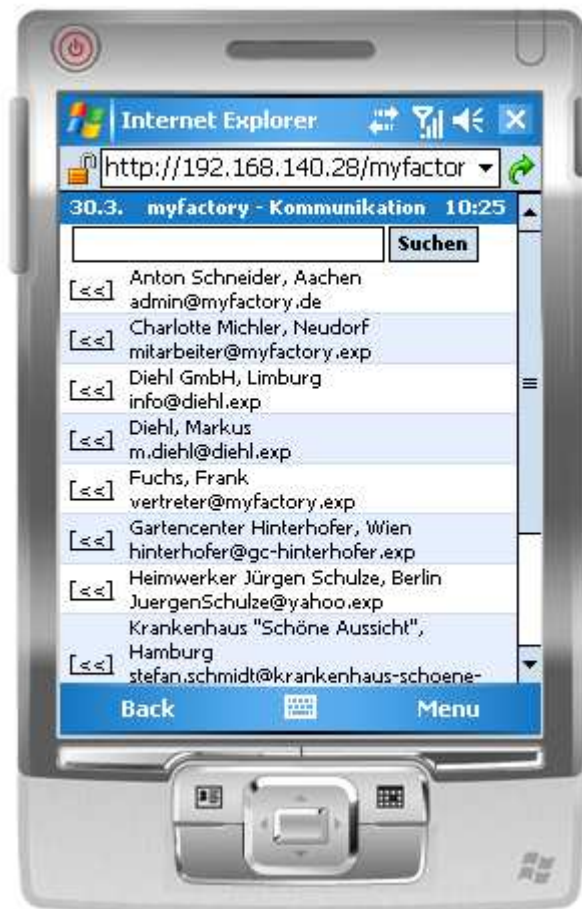 Internet Explorer
http://192.168.140.28/myfactor
30.3. myfactory - Kommunikation 10:25
Suchen
[<<] Anton Schneider, Aachen
admin@myfactory.de
[<<] Charlotte Michler, Neudorf
mitarbeiter@myfactory.exp
[<<] Diehl GmbH, Limburg
info@diehl.exp
[<<] Diehl, Markus
m.diehl@diehl.exp
[<<] Fuchs, Frank
vertreter@myfactory.exp
[<<] Gartencenter Hinterhofer, Wien
hinterhofer@gc-hinterhofer.exp
[<<] Heimwerker Jürgen Schulze, Berlin
JuergenSchulze@yahoo.exp
Krankenhaus "Schöne Aussicht",
Hamburg
[<<] stefan.schmidt@krankenhaus-schoene-
Back Menu